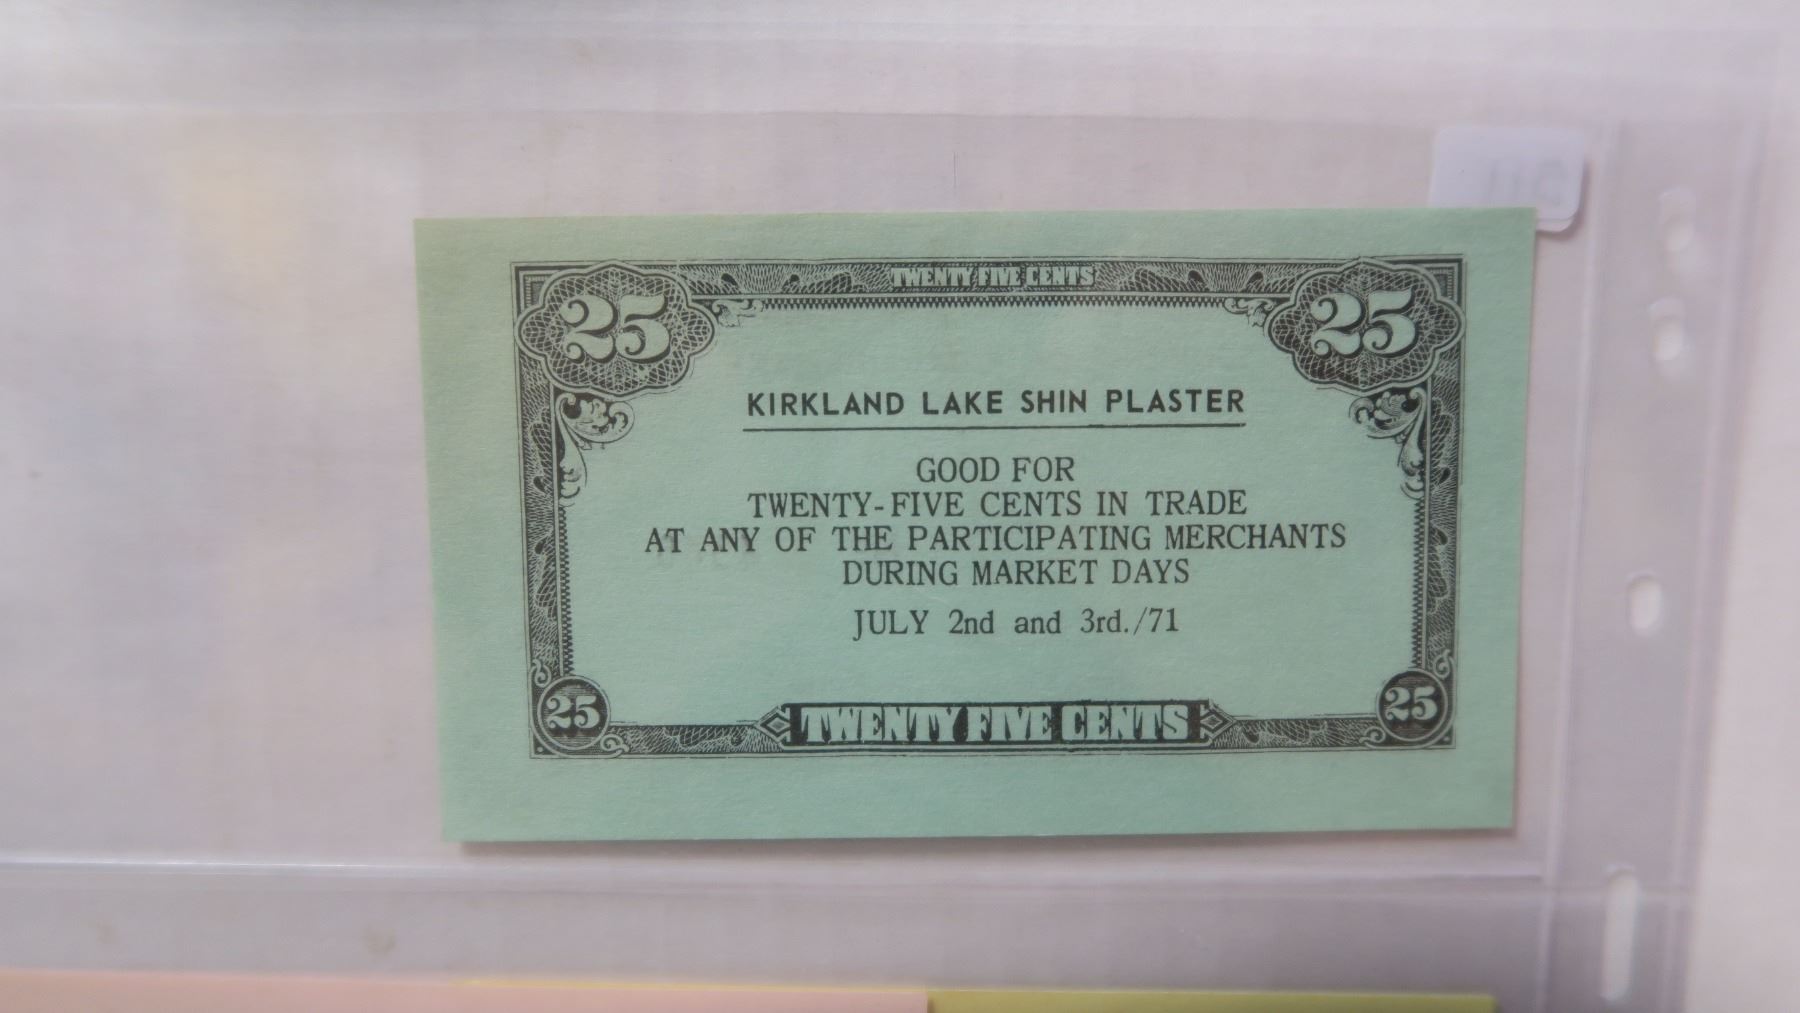 TWENTY FIVE CENTS
25 25
KIRKLAND LAKE SHIN PLASTER
GOOD FOR
TWENTY-FIVE CENTS IN TRADE
AT ANY OF THE PARTICIPATING MERCHANTS
DURING MARKET DAYS
JULY 2nd and 3rd./71
25 TWENTY FIVE CENTS 25